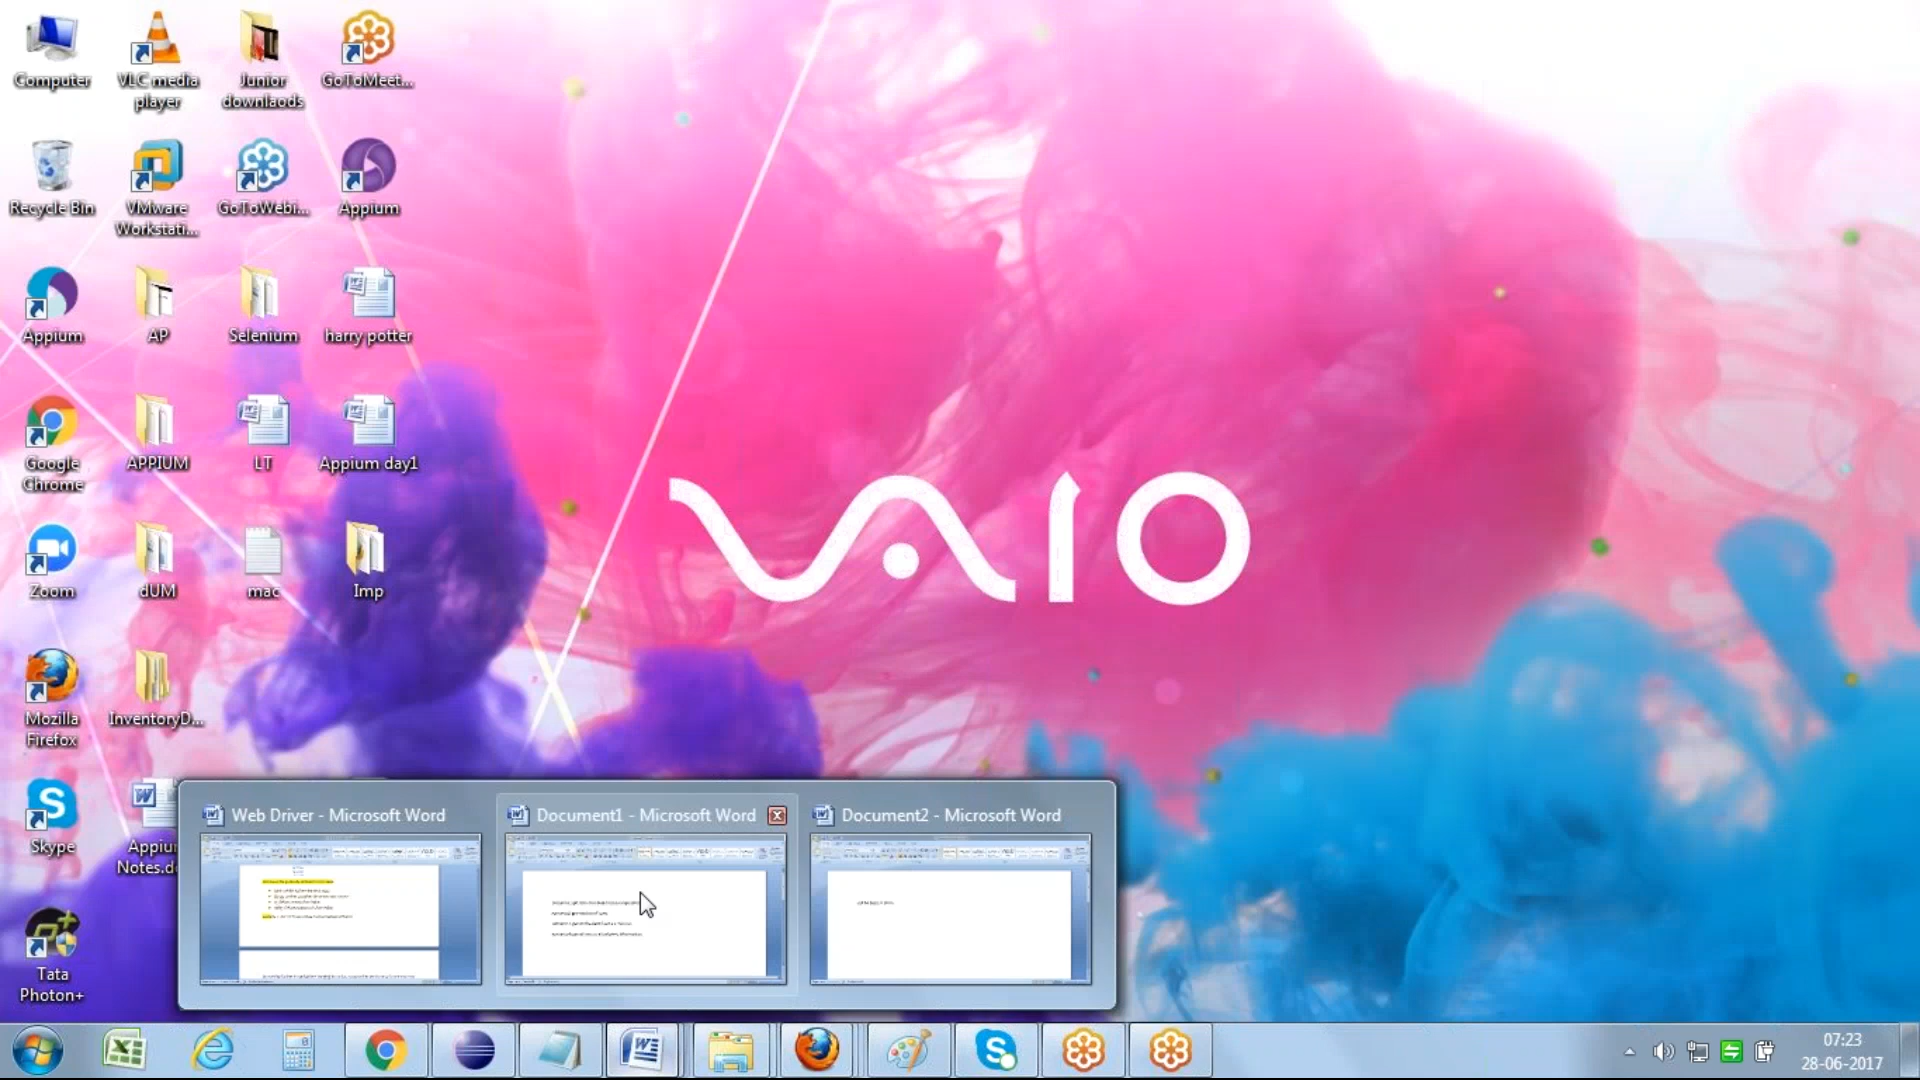 Computer
VLC media
player
Junior
downlaods
GoToMeet...
Recycle Bin
VMware
Workstati...
GoToWebi...
Appium
Appium
AP
Selenium
harry potter
Google
Chrome
APPIUM
LT
Appium day1
Zoom
dUM
mac
Imp
Mozilla
Firefox
InventoryD...
VAIO
Skype
Appiu
Notes.d
Tata
Photon+
Web Driver - Microsoft Word
Document1 - Microsoft Word
Document2 - Microsoft Word
07:23
28-06-2017